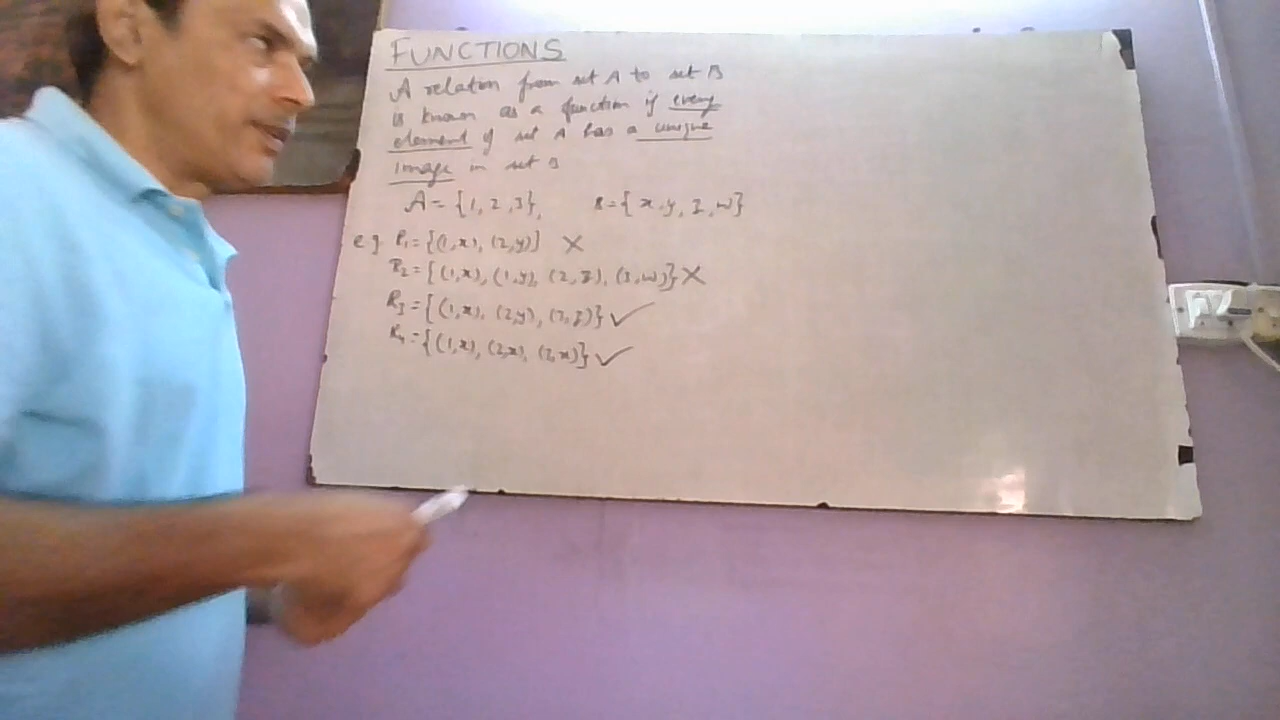 FUNCTIONS
A relation from set A to set B
is known as a function if every
element of set A has a unique
image in set B
A = {1, 2, 3}, B = { x, y, z, w}
e.g R₁ = {(1,x), (2,y)} ✗
R₂ = { (1,x), (1,y), (2,z), (3,w)} ✗
R₃ = { (1,x), (2,y), (3,z)} ✓
R₄ = { (1,x), (2,x), (3,x)} ✓